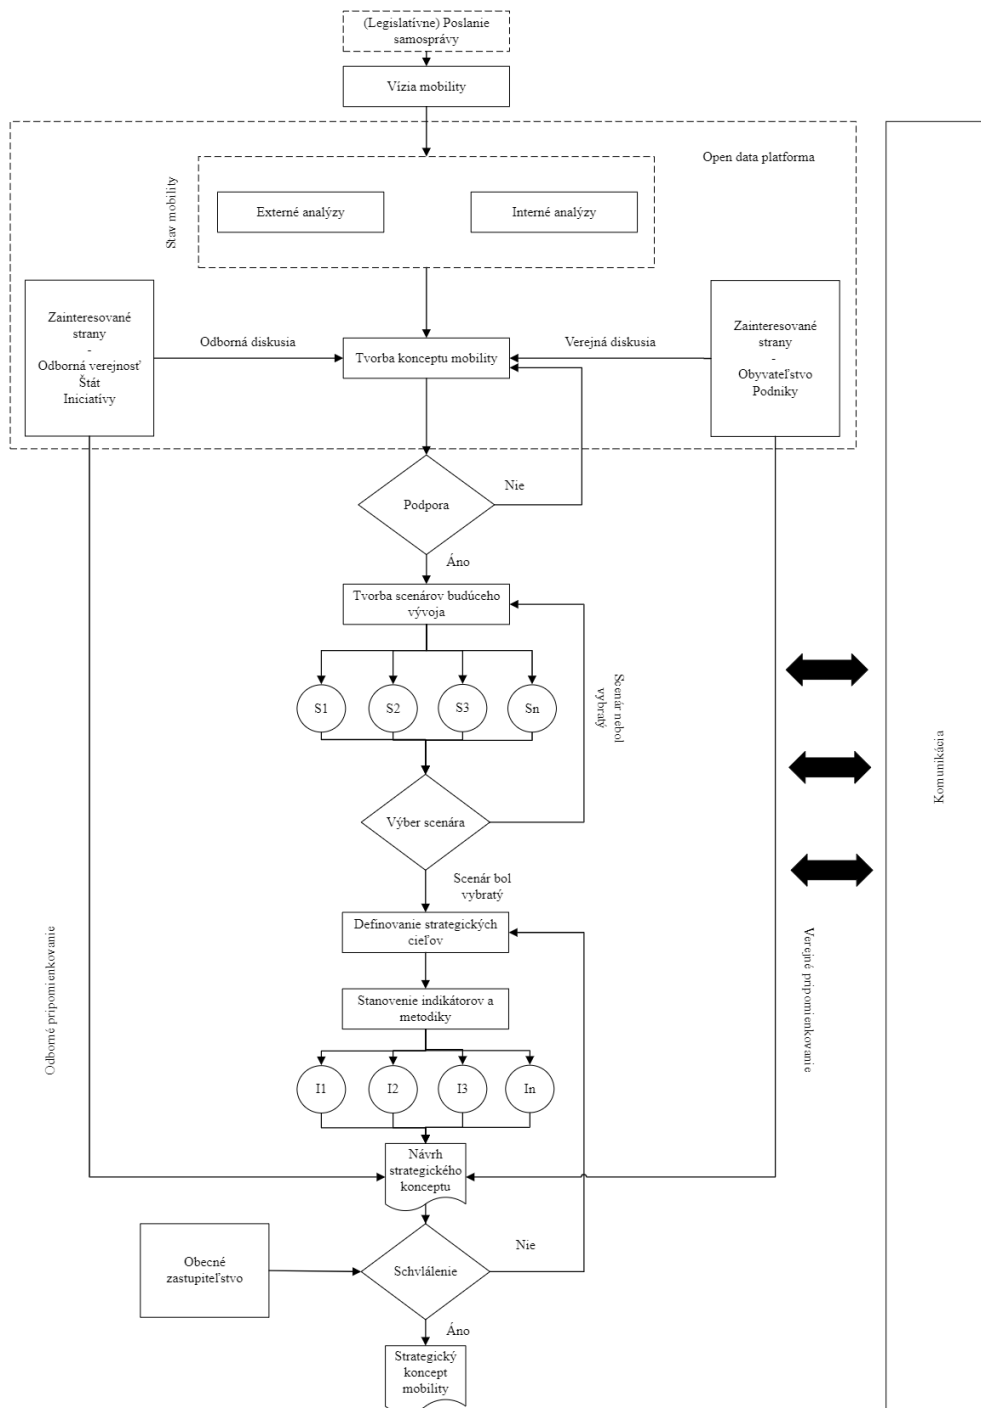 (Legislatívne) Poslanie
samosprávy
Vízia mobility
Open data platforma
Stav mobility
Externé analýzy
Interné analýzy
Zainteresované
strany
-
Odborná verejnosť
Štát
Iniciatívy
Odborná diskusia
Tvorba konceptu mobility
Verejná diskusia
Zainteresované
strany
-
Obyvateľstvo
Podniky
Podpora
Nie
Áno
Tvorba scenárov budúceho
vývoja
S1
S2
S3
Sn
Scenár nebol
vybratý
Výber scenára
Komunikácia
Scenár bol
vybratý
Definovanie strategických
cieľov
Stanovenie indikátorov a
metodiky
Odborné pripomienkovanie
Verejné pripomienkovanie
I1
I2
I3
In
Návrh
strategického
konceptu
Obecné
zastupiteľstvo
Schvlálenie
Nie
Áno
Strategický
koncept
mobility